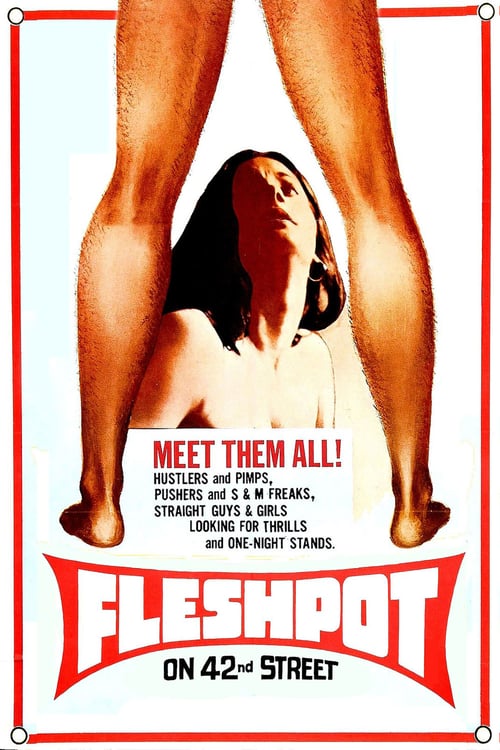 MEET THEM ALL!
HUSTLERS and PIMPS,
PUSHERS and S & M FREAKS,
STRAIGHT GUYS & GIRLS
LOOKING FOR THRILLS
and ONE-NIGHT STANDS.
FLESHPOT
ON 42nd STREET